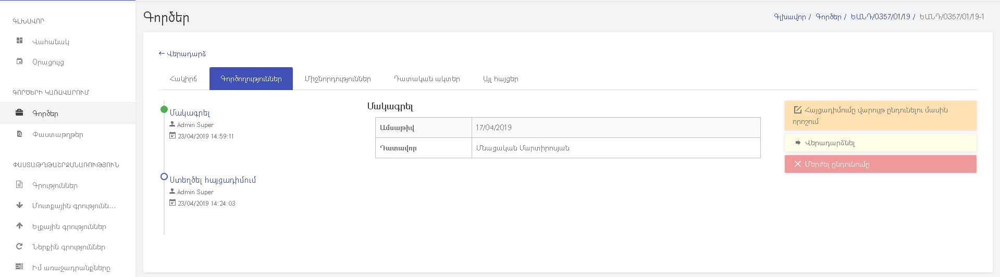 ԳԼԽԱՎՈՐ
Վահանակ
Օրացույց
ԳՈՐԾԵՐԻ ԿԱՌԱՎԱՐՈՒՄ
Գործեր
Փաստաթղթեր
ՓԱՍՏԱԹՂԹԱՇՐՋԱՆԱՌՈՒԹՅՈՒՆ
Գրություններ
Մուտքային գրությունն...
Ելքային գրություններ
Ներքին գրություններ
Իմ առաջադրանքները
Գործեր
Գլխավոր / Գործեր / ԵԱՆԴ/0357/01/19 / ԵԱՆԴ/0357/01/19-1
← Վերադարձ
Հակիրճ Գործողություններ Միջնորդություններ Դատական ակտեր Այլ հայցեր
Մակագրել
Admin Super
23/04/2019 14:59:11
Ստեղծել հայցադիմում
Admin Super
23/04/2019 14:24:03
Մակագրել
Ամսաթիվ 17/04/2019
Դատավոր Մնացական Մարտիրոսյան
Հայցադիմումը վարույթ ընդունելու մասին
որոշում
Վերադարձնել
Մերժել ընդունումը